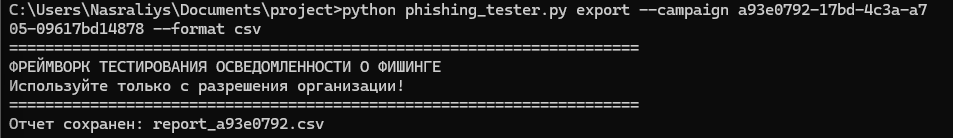 C:\Users\Nasraliys\Documents\project>python phishing_tester.py export --campaign a93e0792-17bd-4c3a-a7
05-09617bd14878 --format csv
======================================================================
ФРЕЙМВОРК ТЕСТИРОВАНИЯ ОСВЕДОМЛЕННОСТИ О ФИШИНГЕ
Используйте только с разрешения организации!
======================================================================
Отчет сохранен: report_a93e0792.csv